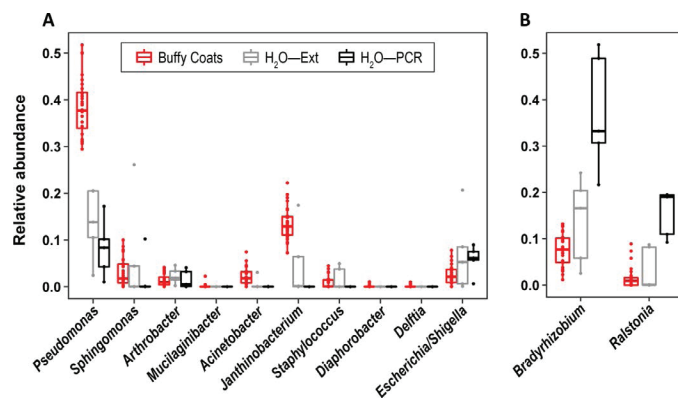 A
B
Buffy Coats H₂O—Ext H₂O—PCR
Relative abundance
0.5
0.4
0.3
0.2
0.1
0.0
0.5
0.4
0.3
0.2
0.1
0.0
Pseudomonas
Sphingomonas
Arthrobacter
Mucilaginibacter
Acinetobacter
Janthinobacterium
Staphylococcus
Diaphorobacter
Delftia
Escherichia/Shigella
Bradyrhizobium
Ralstonia